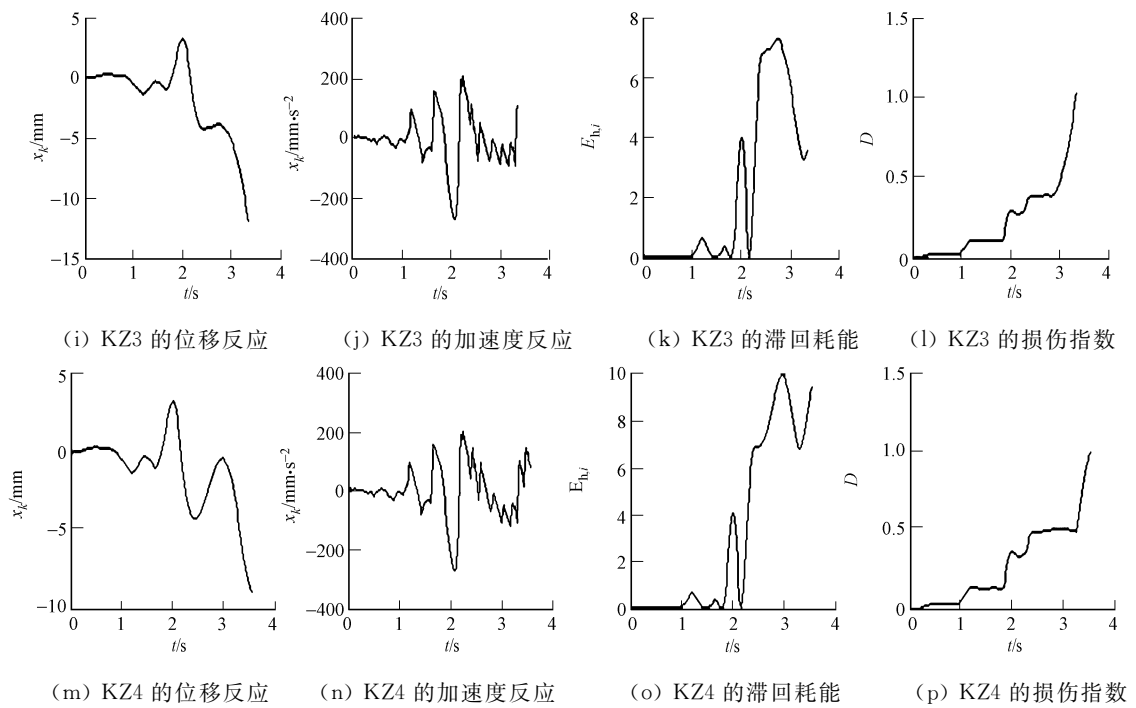 5
0
−5
−10
−15
0 1 2 3 4
x_k/mm
t/s
400
200
0
−200
−400
0 1 2 3 4
x_k/mm·s⁻²
t/s
8
6
4
2
0
0 1 2 3 4
E_h,i
t/s
1.5
1.0
0.5
0
0 1 2 3 4
D
t/s
(i) KZ3 的位移反应
(j) KZ3 的加速度反应
(k) KZ3 的滞回耗能
(l) KZ3 的损伤指数
5
0
−5
−10
0 1 2 3 4
x_k/mm
t/s
400
200
0
−200
−400
0 1 2 3 4
x_k/mm·s⁻²
t/s
10
8
6
4
2
0
0 1 2 3 4
E_h,i
t/s
1.5
1.0
0.5
0
0 1 2 3 4
D
t/s
(m) KZ4 的位移反应
(n) KZ4 的加速度反应
(o) KZ4 的滞回耗能
(p) KZ4 的损伤指数